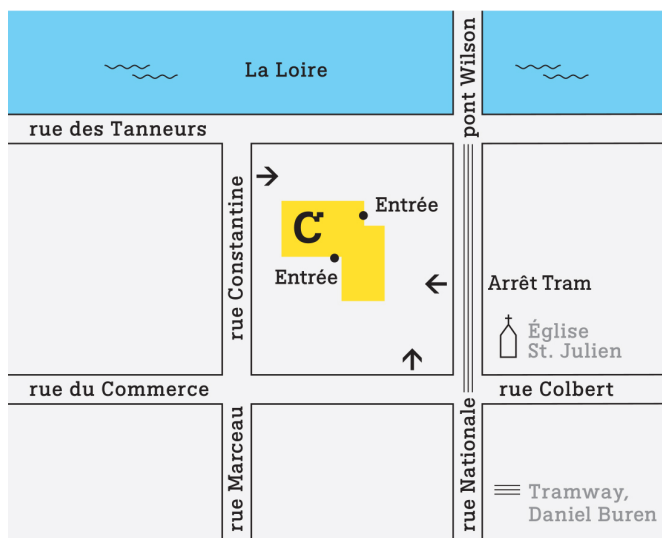 La Loire
pont Wilson
rue des Tanneurs
rue Constantine
Entrée
C
Entrée
Arrêt Tram
Église
St. Julien
rue du Commerce
rue Colbert
rue Marceau
rue Nationale
Tramway,
Daniel Buren